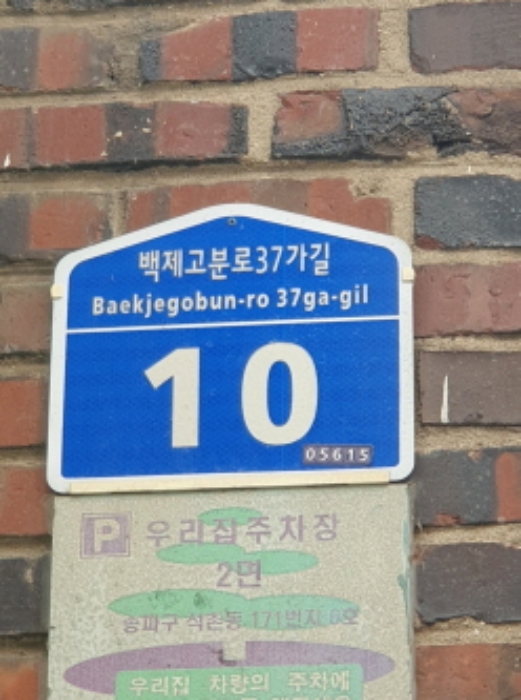 백제고분로37가길
Baekjegobun-ro 37ga-gil
10
05615
P 우리집주차장
2면
송파구 석촌동 171번지 8호
우리집 차량의 주차에